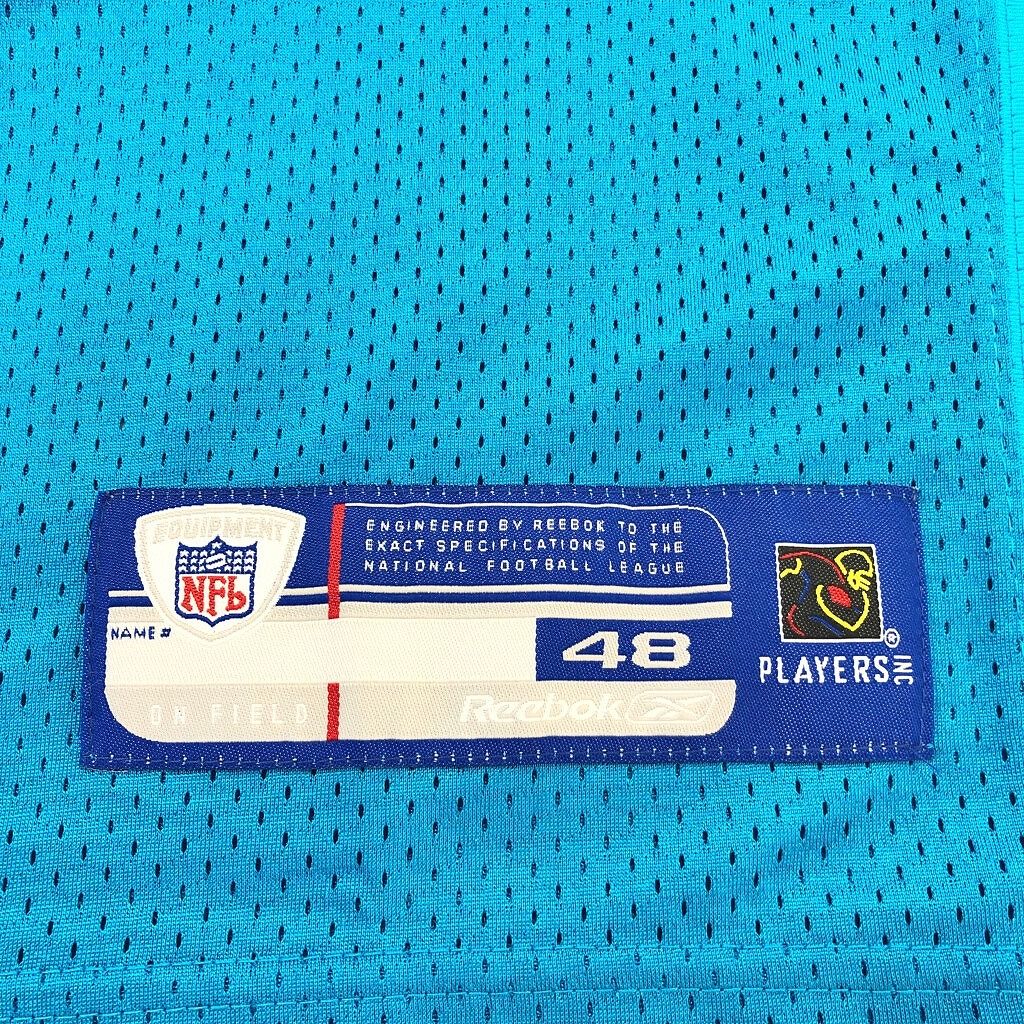 EQUIPMENT
NFL
ENGINEERED BY REEBOK TO THE
EXACT SPECIFICATIONS OF THE
NATIONAL FOOTBALL LEAGUE
NAME #
48
ON FIELD
Reebok
PLAYERS INC ®